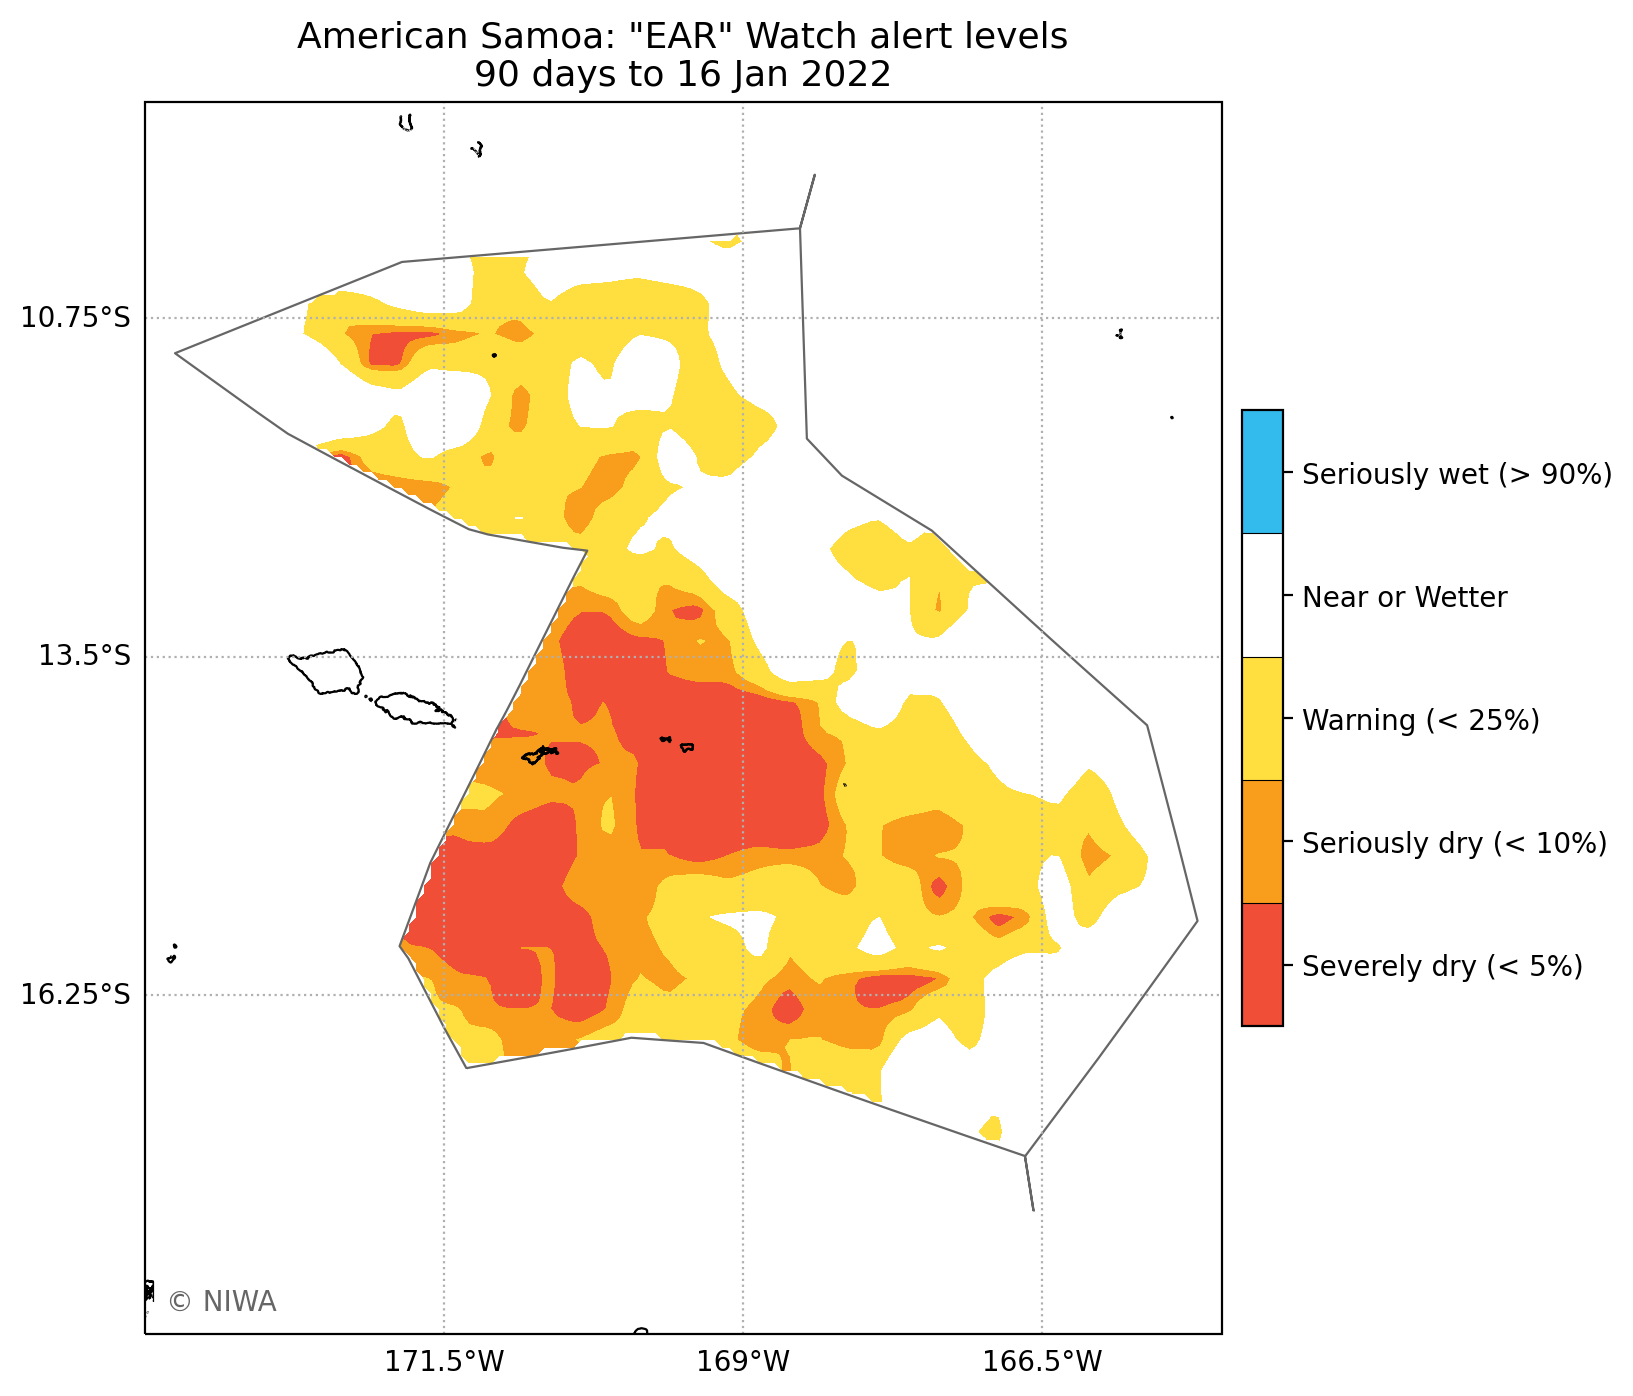 American Samoa: "EAR" Watch alert levels
90 days to 16 Jan 2022
10.75°S
13.5°S
16.25°S
171.5°W
169°W
166.5°W
© NIWA
Seriously wet (> 90%)
Near or Wetter
Warning (< 25%)
Seriously dry (< 10%)
Severely dry (< 5%)